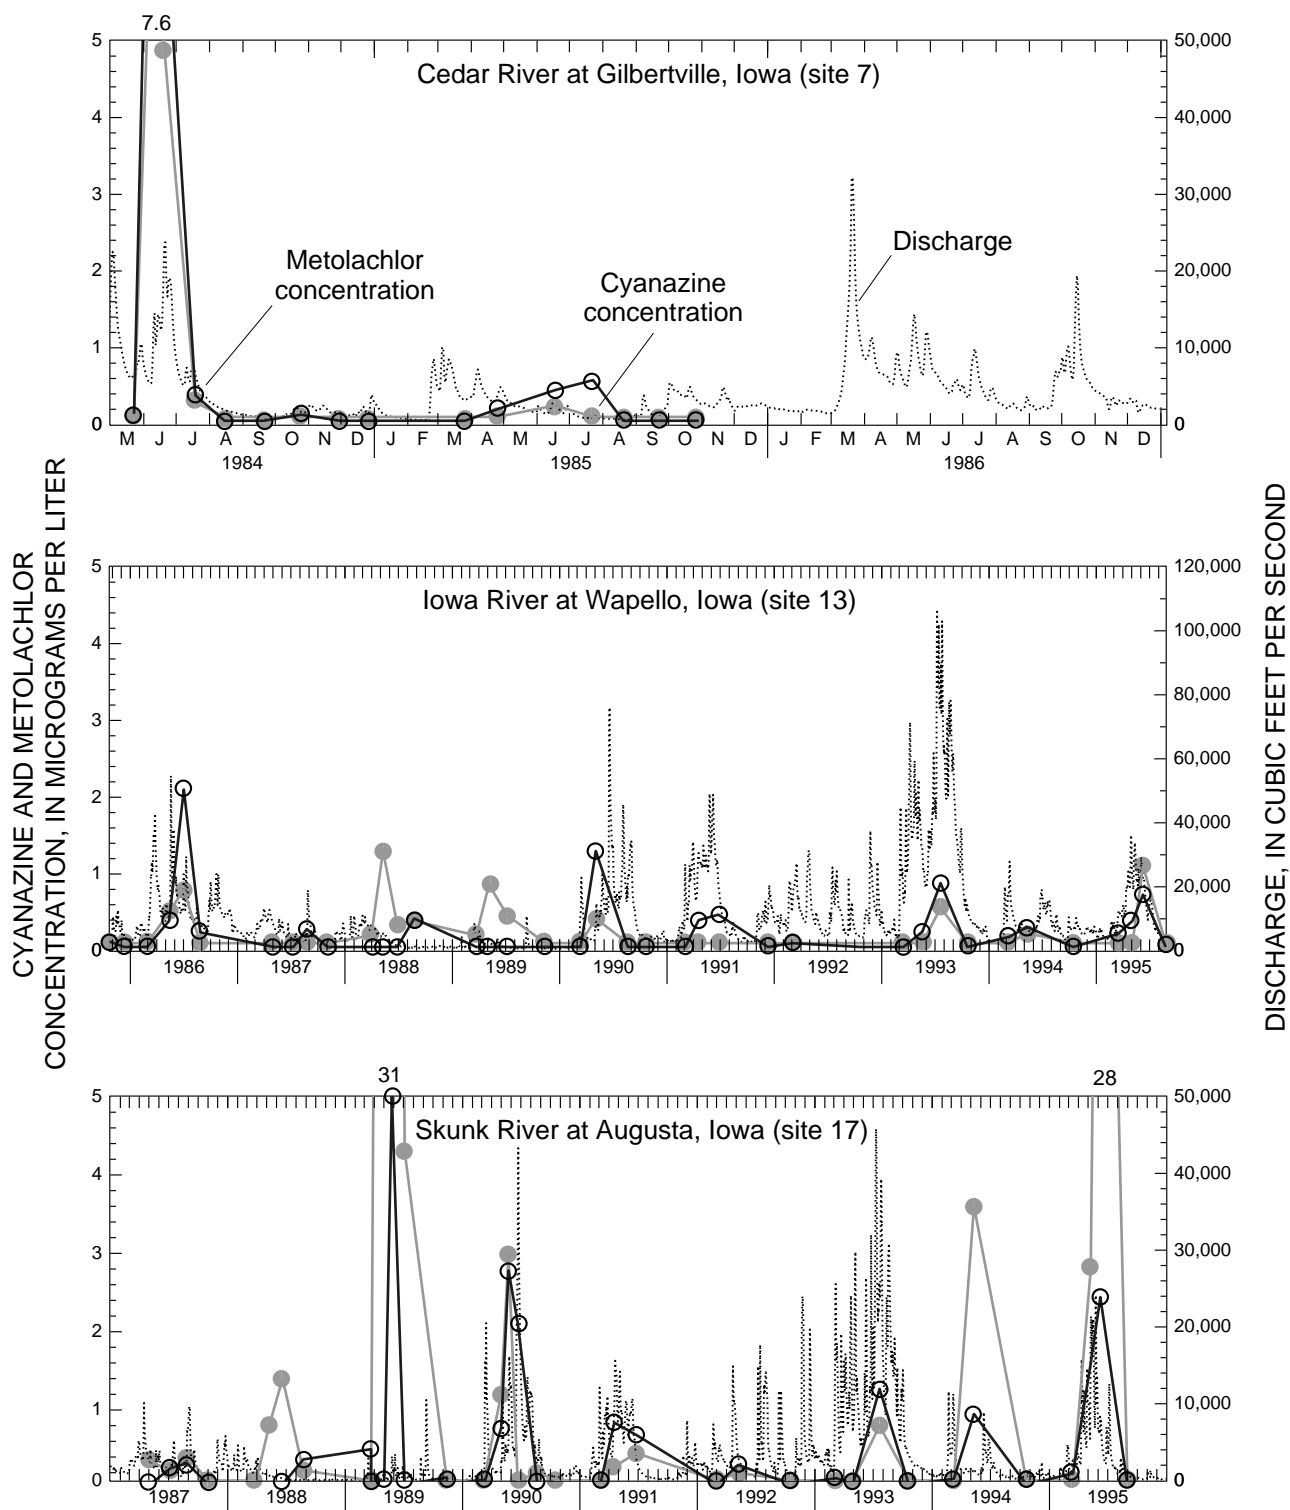 7.6
5
4
3
2
1
0
50,000
40,000
30,000
20,000
10,000
0
Cedar River at Gilbertville, Iowa (site 7)
Metolachlor
concentration
Cyanazine
concentration
Discharge
M J J A S O N D J F M A M J J A S O N D J F M A M J J A S O N D
1984 1985 1986
CYANAZINE AND METOLACHLOR
CONCENTRATION, IN MICROGRAMS PER LITER
DISCHARGE, IN CUBIC FEET PER SECOND
5
4
3
2
1
0
120,000
100,000
80,000
60,000
40,000
20,000
0
Iowa River at Wapello, Iowa (site 13)
1986 1987 1988 1989 1990 1991 1992 1993 1994 1995
31
28
5
4
3
2
1
0
50,000
40,000
30,000
20,000
10,000
0
Skunk River at Augusta, Iowa (site 17)
1987 1988 1989 1990 1991 1992 1993 1994 1995